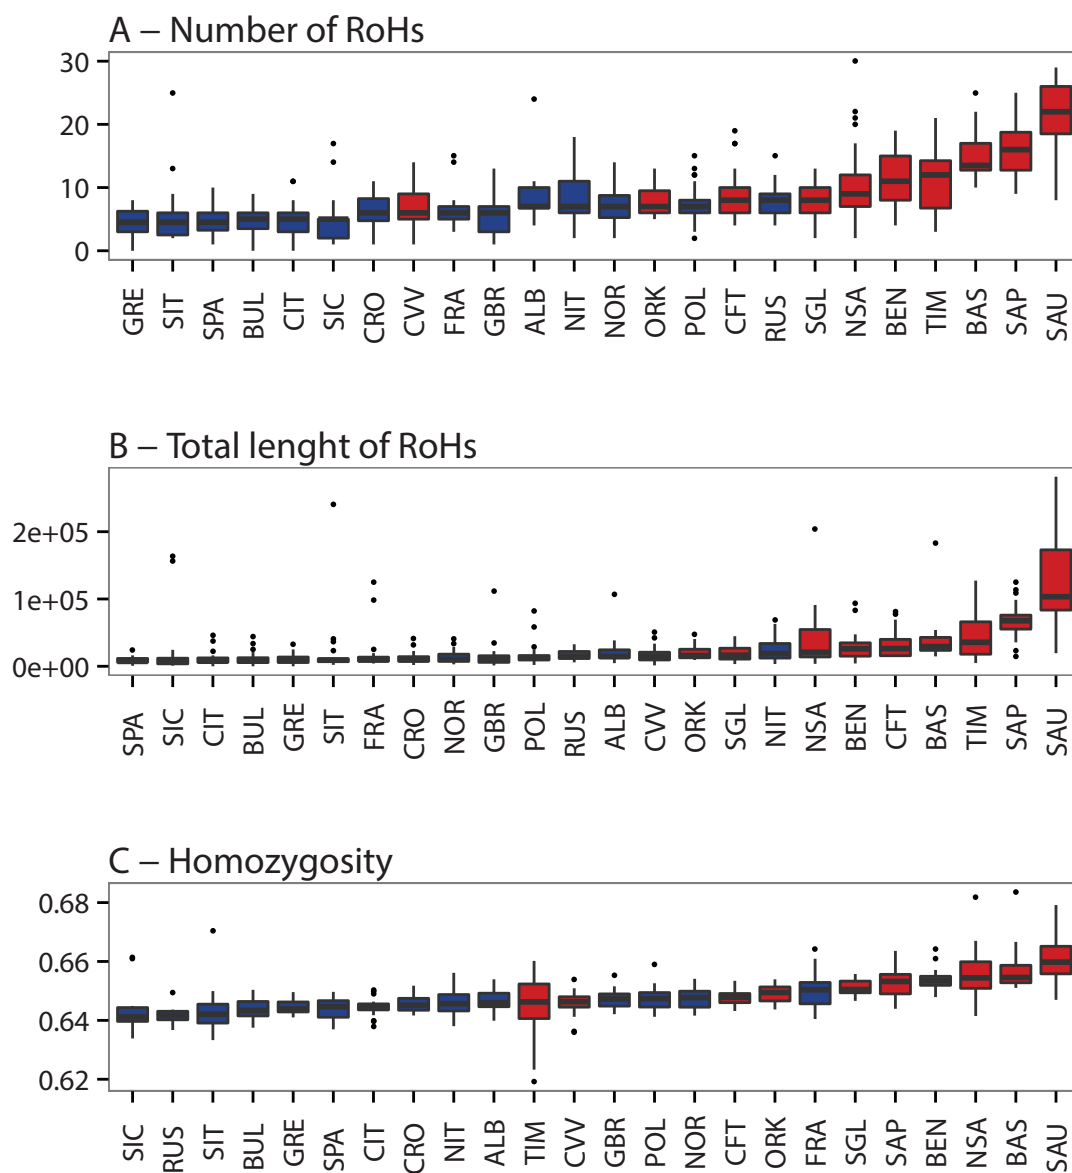 A – Number of RoHs
30
20
10
0
GRE SIT SPA BUL CIT SIC CRO CVV FRA GBR ALB NIT NOR ORK POL CFT RUS SGL NSA BEN TIM BAS SAP SAU
B – Total lenght of RoHs
2e+05
1e+05
0e+00
SPA SIC CIT BUL GRE SIT FRA CRO NOR GBR POL RUS ALB CVV ORK SGL NIT NSA BEN CFT BAS TIM SAP SAU
C – Homozygosity
0.68
0.66
0.64
0.62
SIC RUS SIT BUL GRE SPA CIT CRO NIT ALB TIM CVV GBR POL NOR CFT ORK FRA SGL SAP BEN NSA BAS SAU